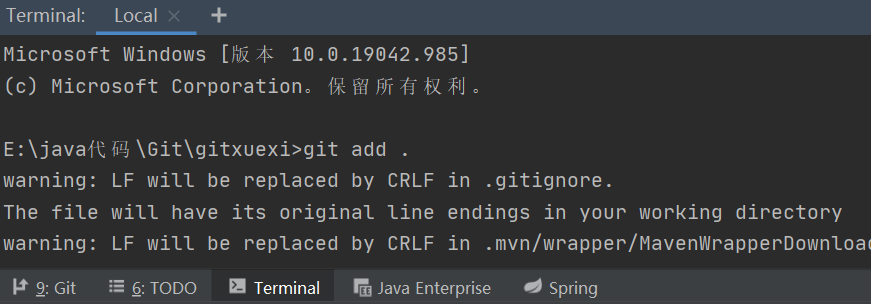 Terminal: Local × +
Microsoft Windows [版本 10.0.19042.985]
(c) Microsoft Corporation。保留所有权利。
E:\java代码\Git\gitxuexi>git add .
warning: LF will be replaced by CRLF in .gitignore.
The file will have its original line endings in your working directory
warning: LF will be replaced by CRLF in .mvn/wrapper/MavenWrapperDownload
9: Git 6: TODO Terminal Java Enterprise Spring